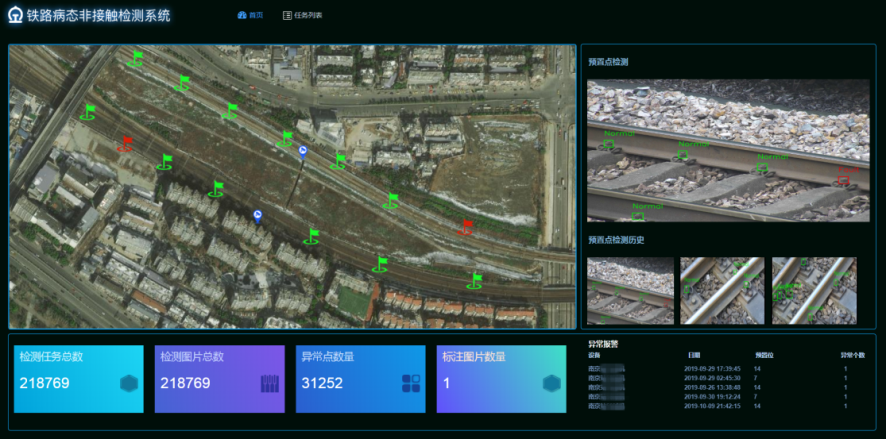 铁路病态非接触检测系统
首页
任务列表
预置点检测
Normal
Normal
Normal
Normal
预置点检测历史
检测任务总数
218769
检测图片总数
218769
异常点数量
31252
标注图片数量
1
异常报警
设备 日期 预置位 异常个数
南京 2019-09-29 17:39:45 14 1
南京 2019-09-29 02:45:30 7 1
南京 2019-09-26 13:38:48 14 1
南京 2019-09-30 19:12:24 7 1
南京 2019-10-09 21:42:15 14 1